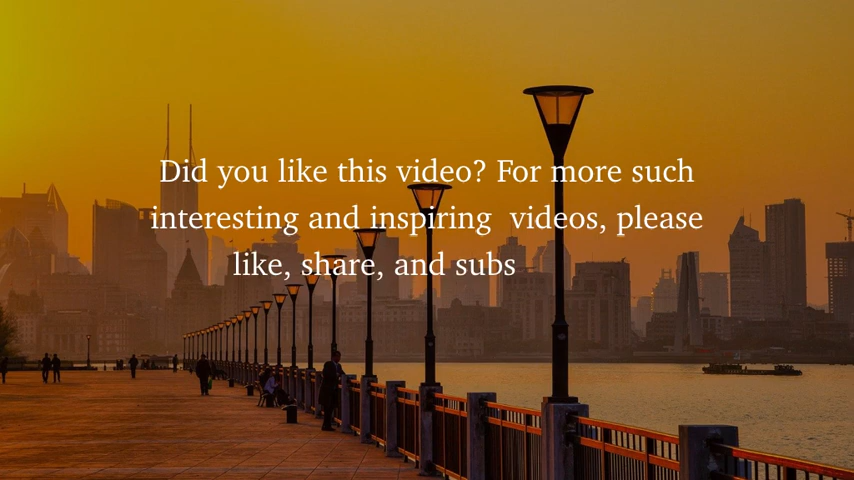 Did you like this video? For more such
interesting and inspiring  videos, please
like, share, and subs